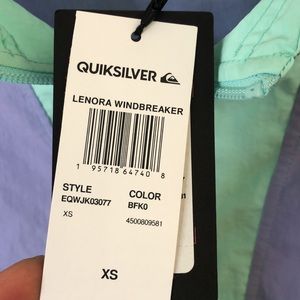 QUIKSILVER
LENORA WINDBREAKER
1 95718 64740 8
STYLE COLOR
EQWJK03077 BFK0
XS 4500809581
XS